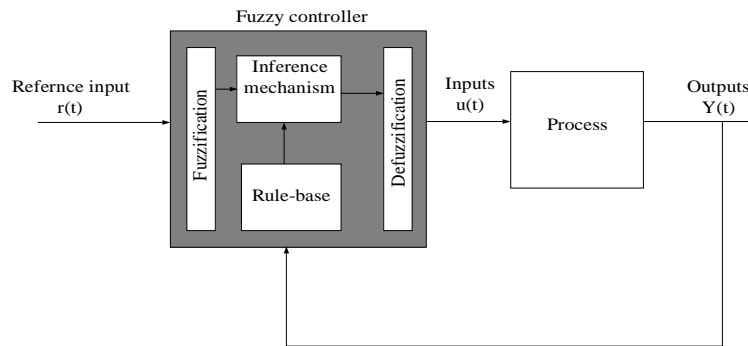 Fuzzy controller
Refernce input
r(t)
Fuzzification
Inference
mechanism
Rule-base
Defuzzification
Inputs
u(t)
Process
Outputs
Y(t)